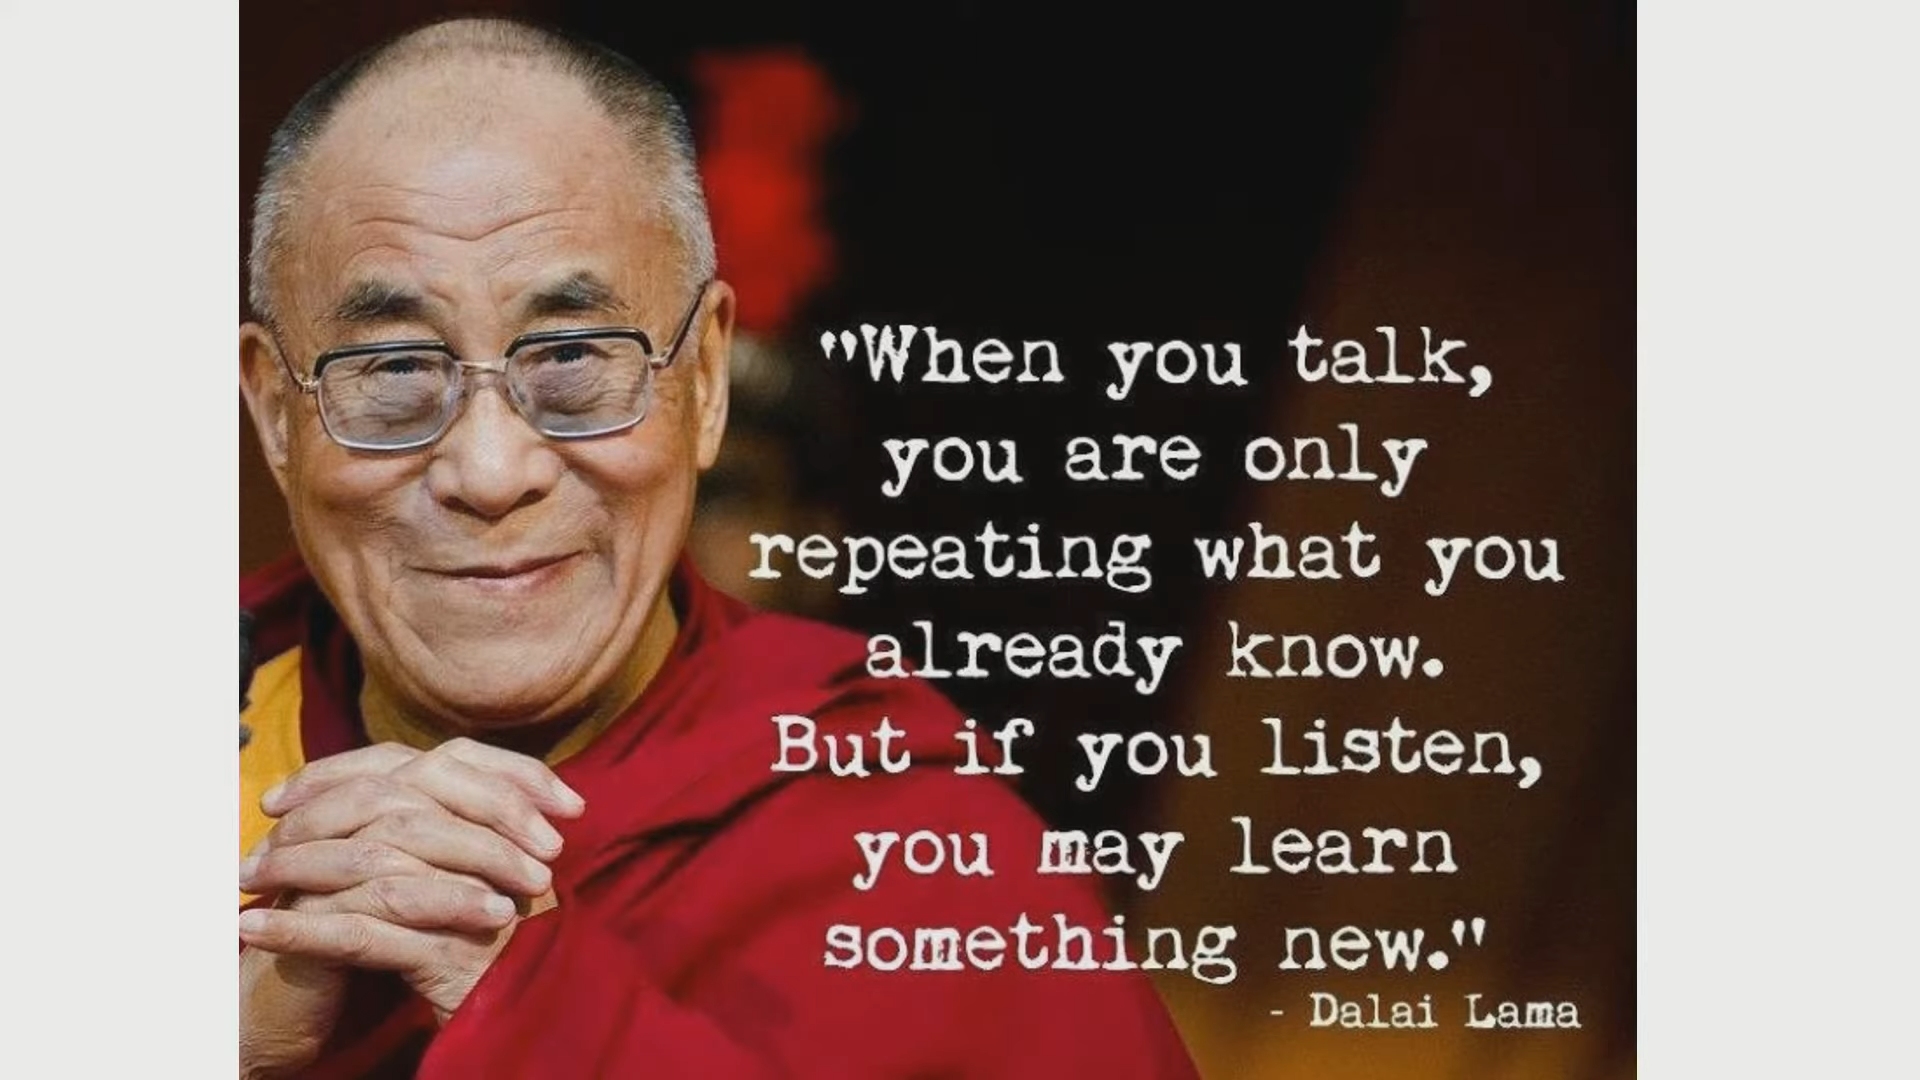 "When you talk,
you are only
repeating what you
already know.
But if you listen,
you may learn
something new."
- Dalai Lama